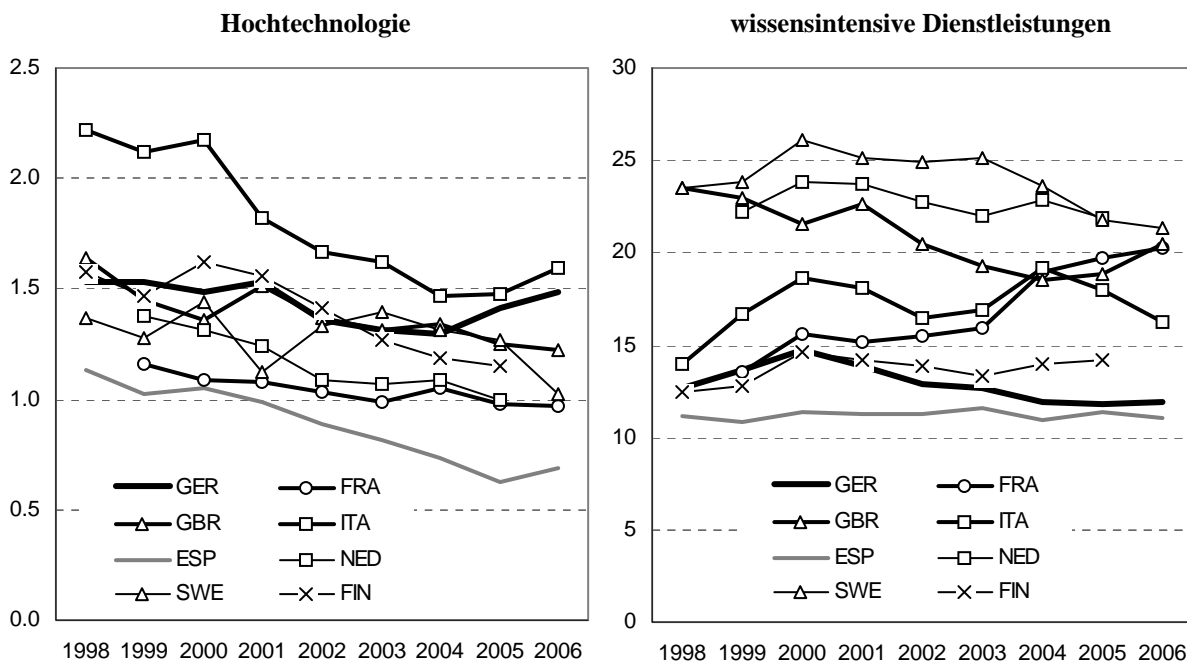 Hochtechnologie
2.5
2.0
1.5
1.0
0.5
0.0
GER FRA
GBR ITA
ESP NED
SWE FIN
1998 1999 2000 2001 2002 2003 2004 2005 2006
wissensintensive Dienstleistungen
30
25
20
15
10
5
0
GER FRA
GBR ITA
ESP NED
SWE FIN
1998 1999 2000 2001 2002 2003 2004 2005 2006